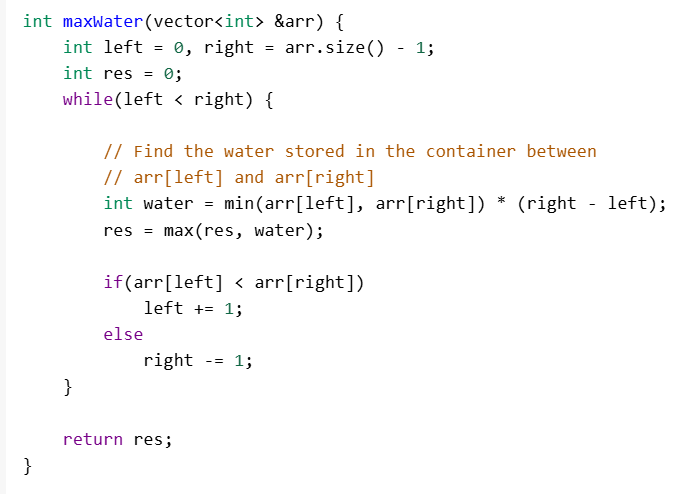 int maxWater(vector<int> &arr) {
    int left = 0, right = arr.size() - 1;
    int res = 0;
    while(left < right) {
        // Find the water stored in the container between
        // arr[left] and arr[right]
        int water = min(arr[left], arr[right]) * (right - left);
        res = max(res, water);
        if(arr[left] < arr[right])
            left += 1;
        else
            right -= 1;
    }
    return res;
}